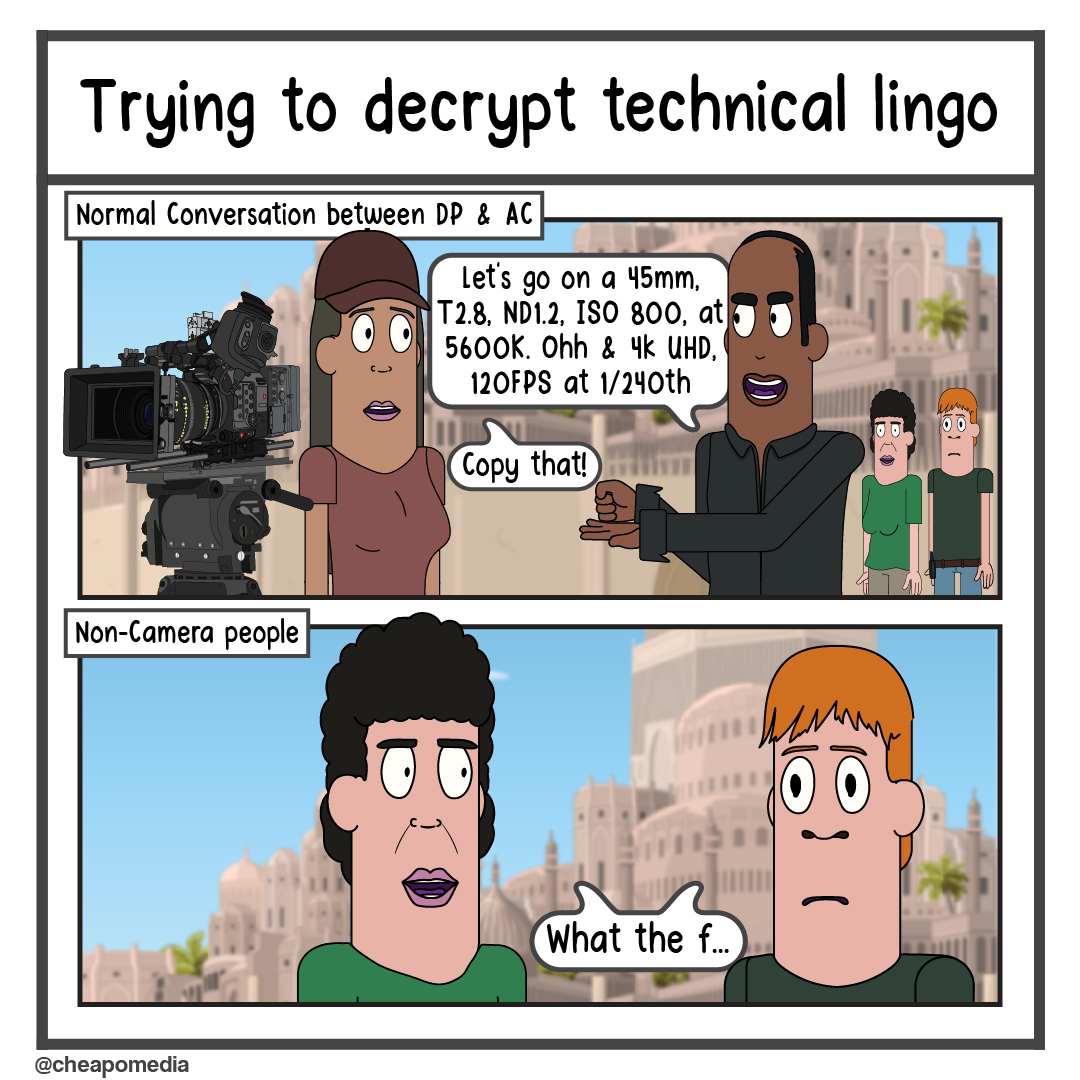 Trying to decrypt technical lingo
Normal Conversation between DP & AC
Let's go on a 45mm,
T2.8, ND1.2, ISO 800, at
5600K. Ohh & 4k UHD,
120FPS at 1/240th
Copy that!
Non-Camera people
What the f...
@cheapomedia